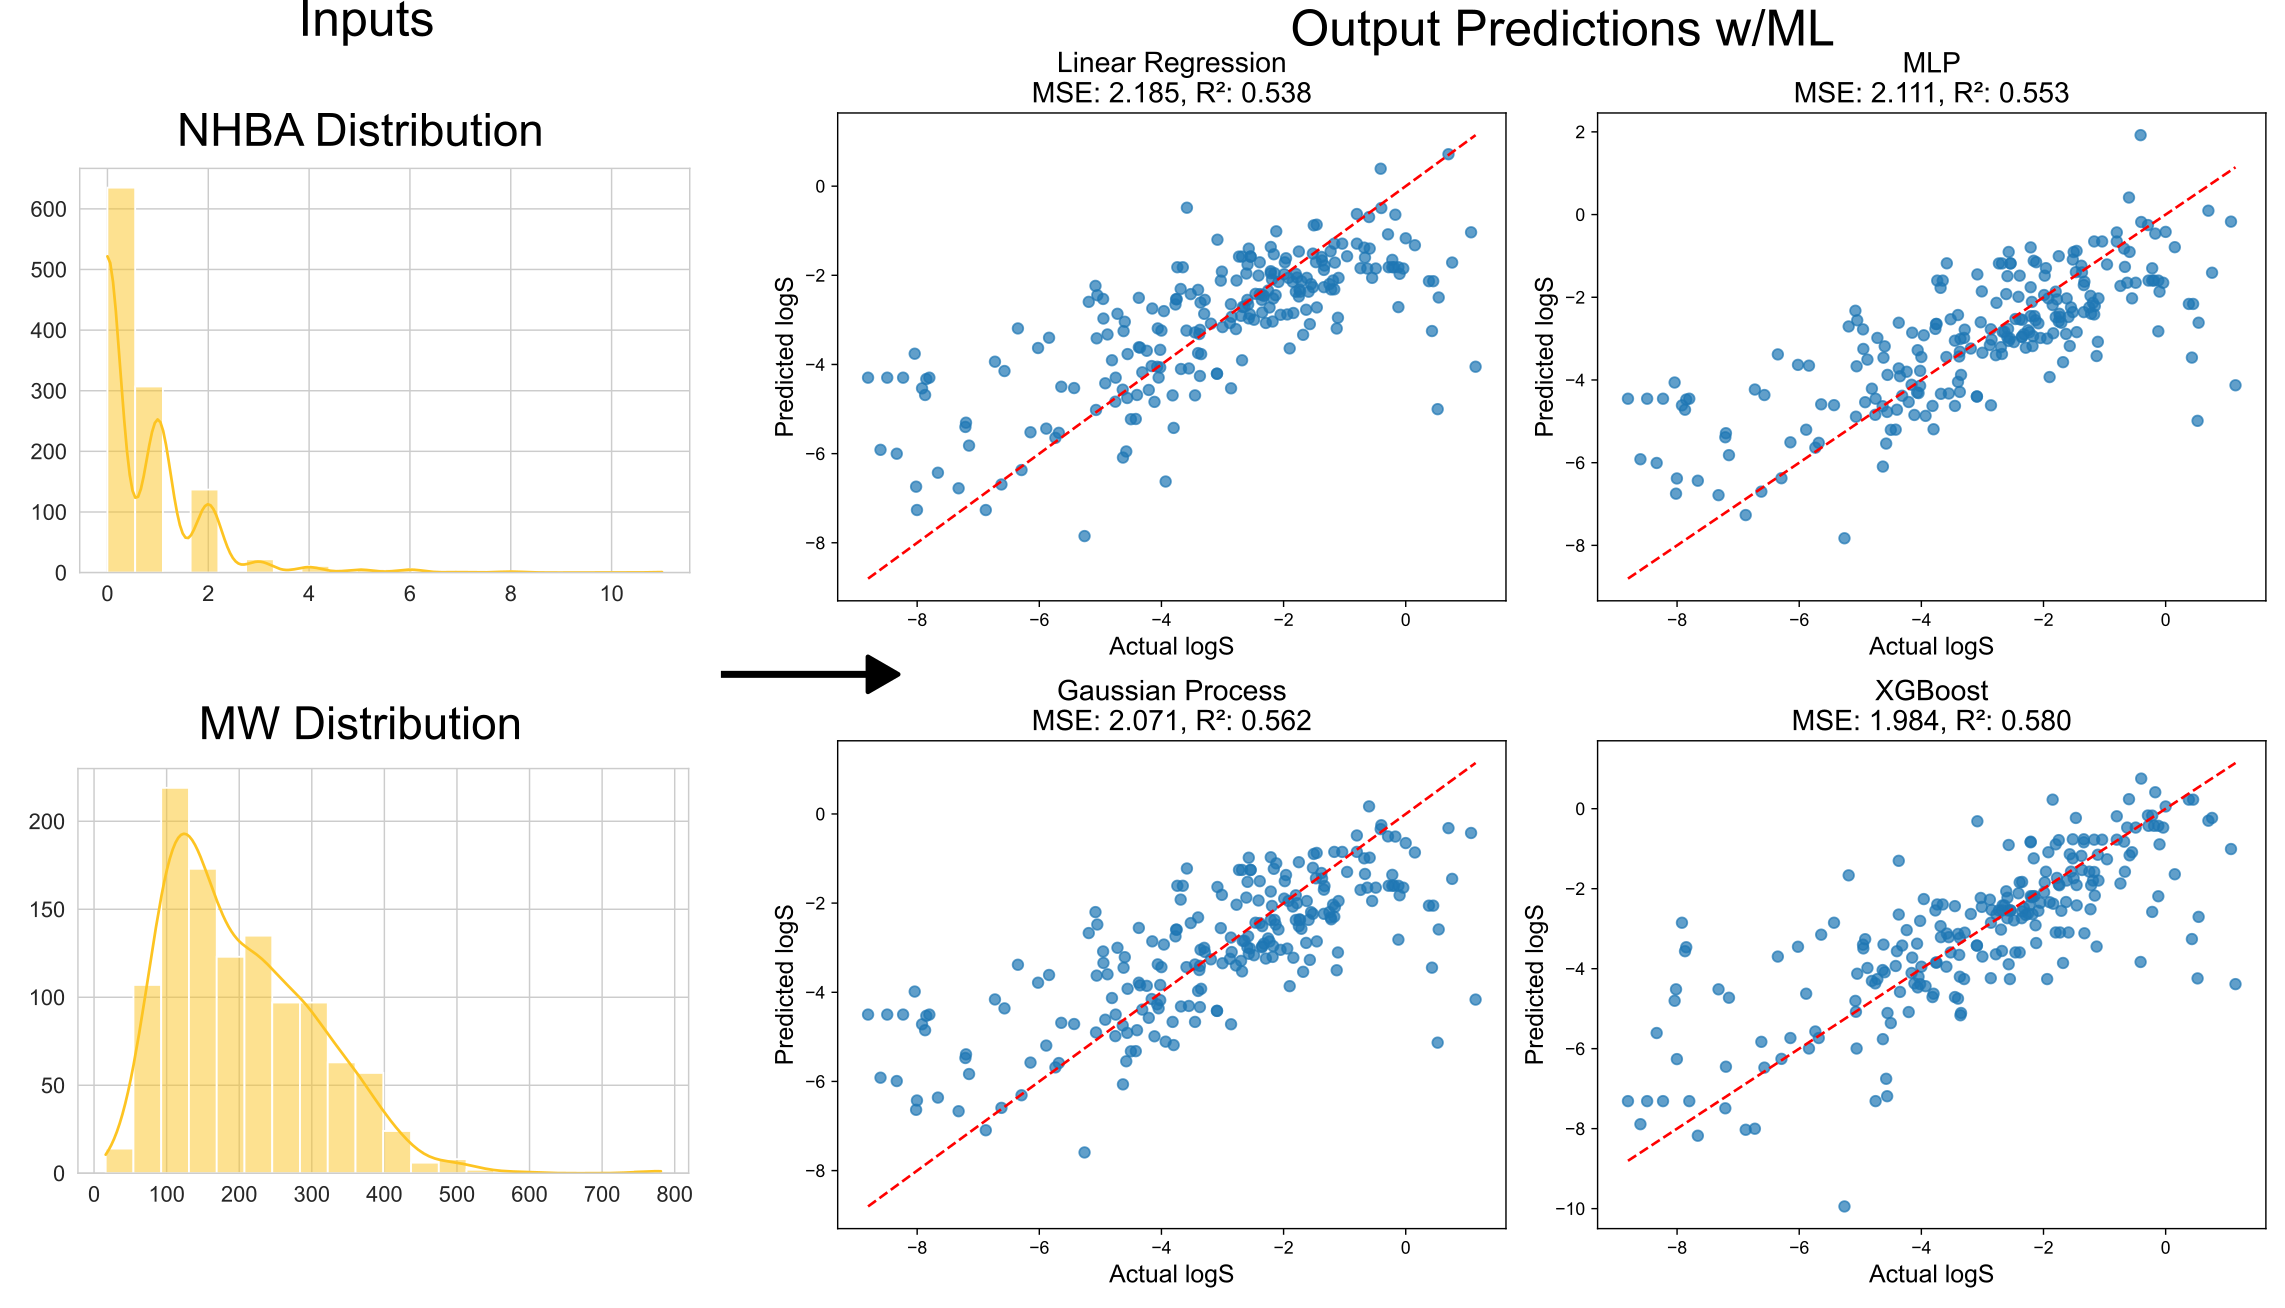 Inputs
Output Predictions w/ML
NHBA Distribution
600
500
400
300
200
100
0
0 2 4 6 8 10
MW Distribution
200
150
100
50
0
0 100 200 300 400 500 600 700 800
Linear Regression
MSE: 2.185, R²: 0.538
Predicted logS
0
−2
−4
−6
−8
−8 −6 −4 −2 0
Actual logS
MLP
MSE: 2.111, R²: 0.553
Predicted logS
2
0
−2
−4
−6
−8
−8 −6 −4 −2 0
Actual logS
Gaussian Process
MSE: 2.071, R²: 0.562
Predicted logS
0
−2
−4
−6
−8
−8 −6 −4 −2 0
Actual logS
XGBoost
MSE: 1.984, R²: 0.580
Predicted logS
0
−2
−4
−6
−8
−10
−8 −6 −4 −2 0
Actual logS